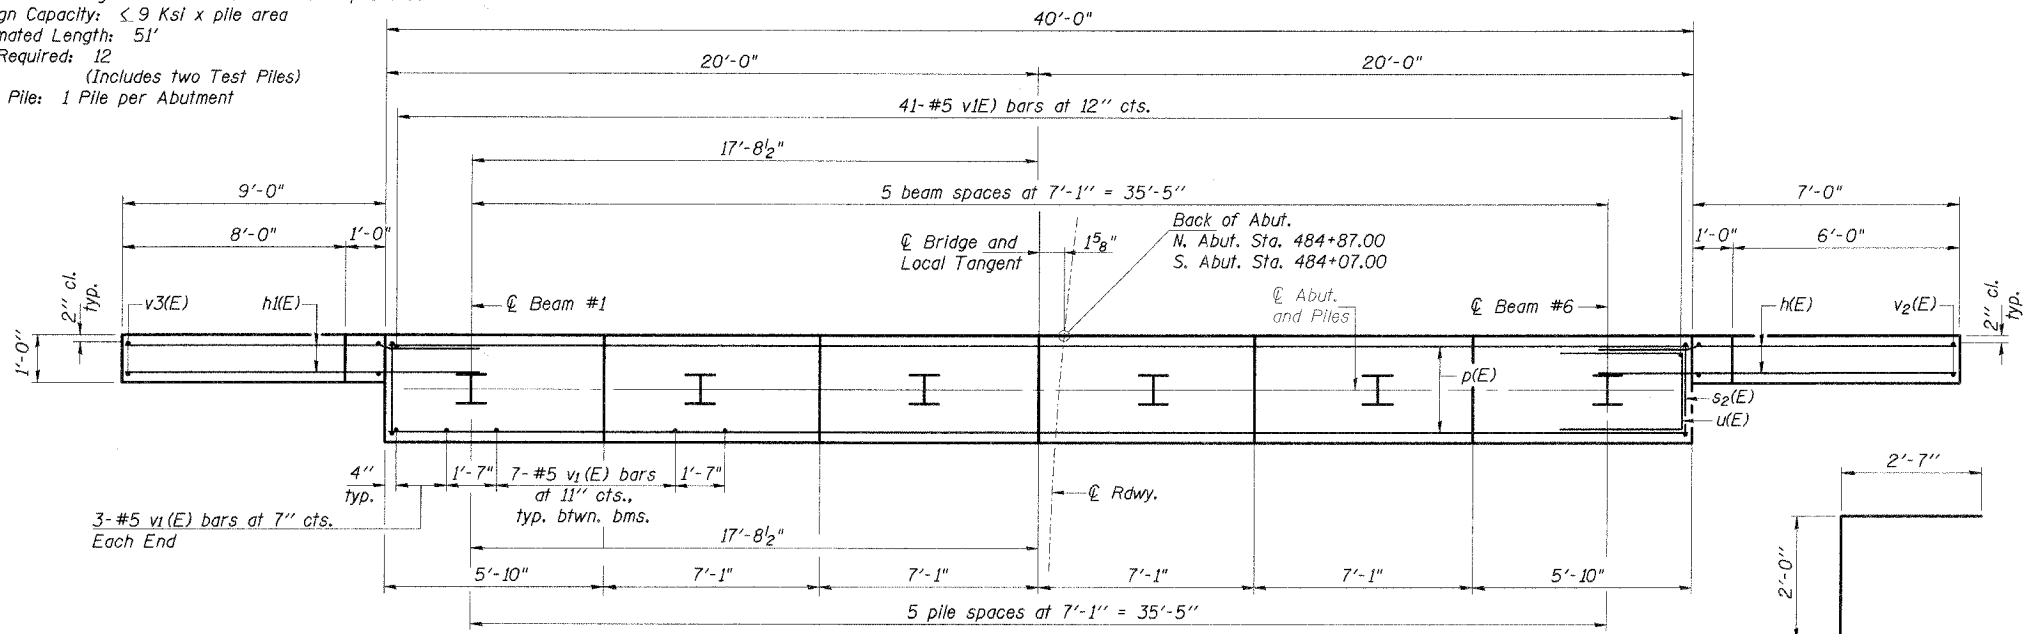 gn Capacity: ≤ 9 Ksi x pile area
mated Length: 51'
Required: 12
(Includes two Test Piles)
Pile: 1 Pile per Abutment
40'-0"
20'-0"
20'-0"
41-#5 v1E) bars at 12" cts.
17'-8½"
9'-0"
5 beam spaces at 7'-1" = 35'-5"
7'-0"
8'-0"
1'-0"
℄ Bridge and
Local Tangent
1⅝"
Back of Abut.
N. Abut. Sta. 484+87.00
S. Abut. Sta. 484+07.00
1'-0"
6'-0"
2" cl.
typ.
v3(E)
h1(E)
℄ Beam #1
℄ Abut.
and Piles
℄ Beam #6
h(E)
v2(E)
2" cl.
typ.
1'-0"
p(E)
s2(E)
u(E)
4"
typ.
1'-7"
7-#5 v1(E) bars
at 11" cts.,
typ. btwn. bms.
1'-7"
℄ Rdwy.
3-#5 v1(E) bars at 7" cts.
Each End
17'-8½"
5'-10"
7'-1"
7'-1"
7'-1"
7'-1"
5'-10"
5 pile spaces at 7'-1" = 35'-5"
2'-7"
2'-0"